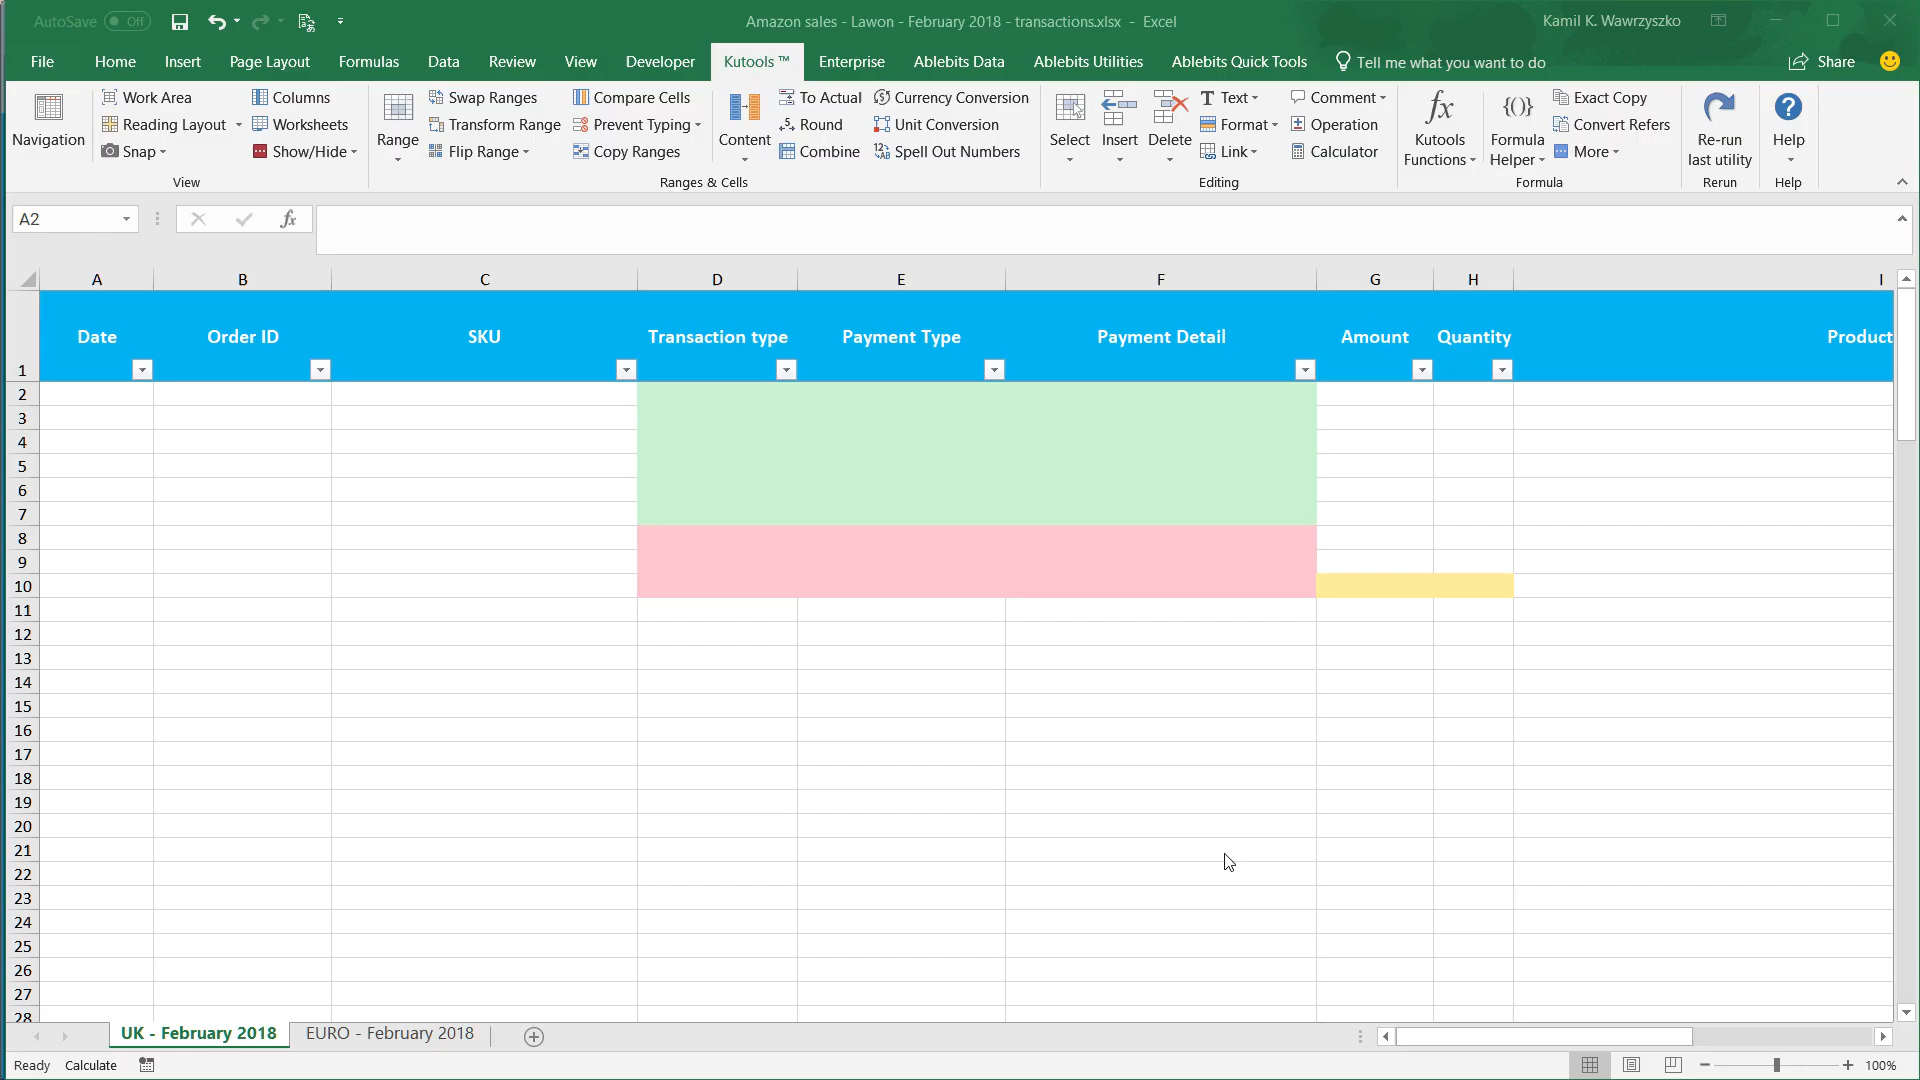 AutoSave Off
Amazon sales - Lawon - February 2018 - transactions.xlsx - Excel
Kamil K. Wawrzyszko
File Home Insert Page Layout Formulas Data Review View Developer Kutools ™ Enterprise Ablebits Data Ablebits Utilities Ablebits Quick Tools Tell me what you want to do Share
Navigation
Work Area
Reading Layout
Snap
Columns
Worksheets
Show/Hide
View
Range
Swap Ranges
Transform Range
Flip Range
Compare Cells
Prevent Typing
Copy Ranges
Content
To Actual
Round
Combine
Currency Conversion
Unit Conversion
Spell Out Numbers
Ranges & Cells
Select
Insert
Delete
Text
Format
Link
Comment
Operation
Calculator
Editing
Kutools
Functions
Formula
Helper
Exact Copy
Convert Refers
More
Formula
Re-run
last utility
Rerun
Help
Help
A2
fx
A B C D E F G H I
Date Order ID SKU Transaction type Payment Type Payment Detail Amount Quantity Product
1
2
3
4
5
6
7
8
9
10
11
12
13
14
15
16
17
18
19
20
21
22
23
24
25
26
27
28
UK - February 2018 EURO - February 2018
Ready Calculate
100%